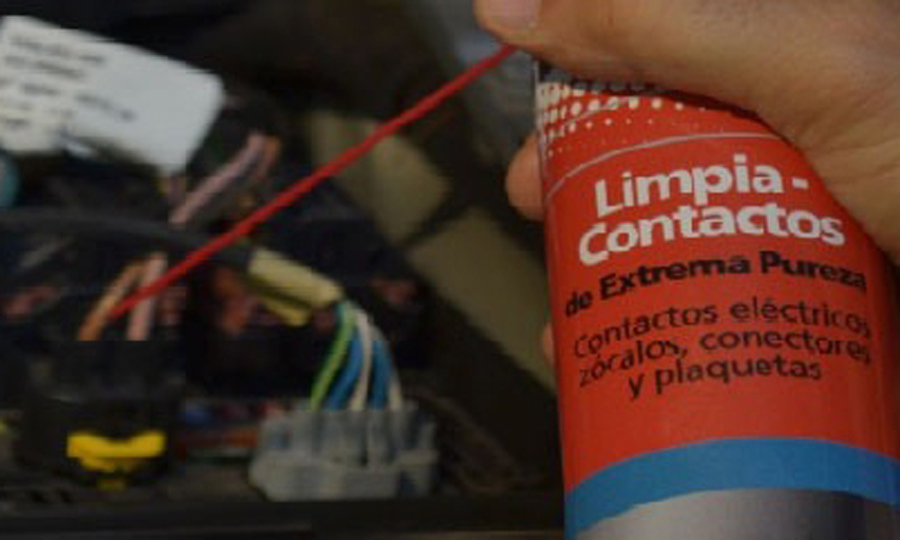 Limpia-
Contactos
de Extrema Pureza
Contactos eléctricos
zócalos, conectores
y plaquetas